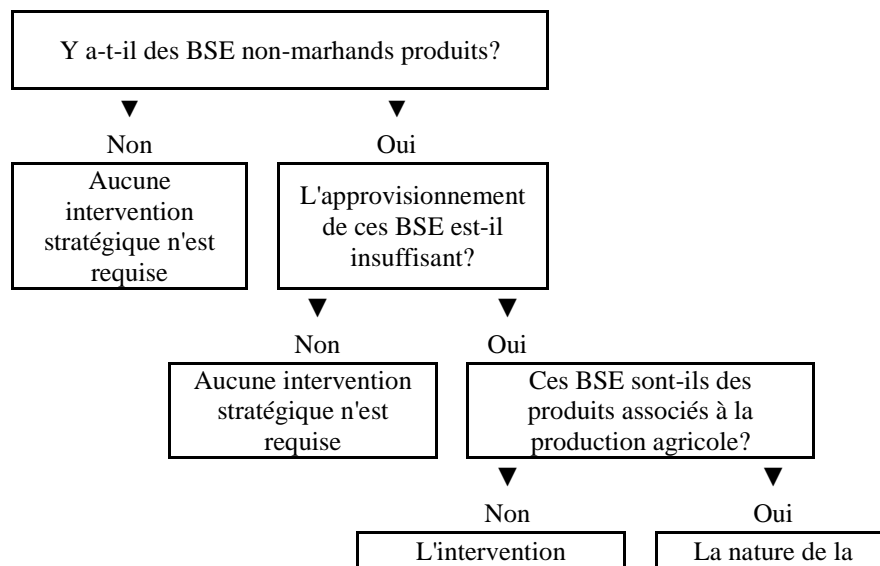 Y a-t-il des BSE non-marhands produits?
▼ ▼
Non Oui
Aucune
intervention
stratégique n'est
requise
L'approvisionnement
de ces BSE est-il
insuffisant?
▼ ▼
Non Oui
Aucune intervention
stratégique n'est
requise
Ces BSE sont-ils des
produits associés à la
production agricole?
▼ ▼
Non Oui
L'intervention
La nature de la